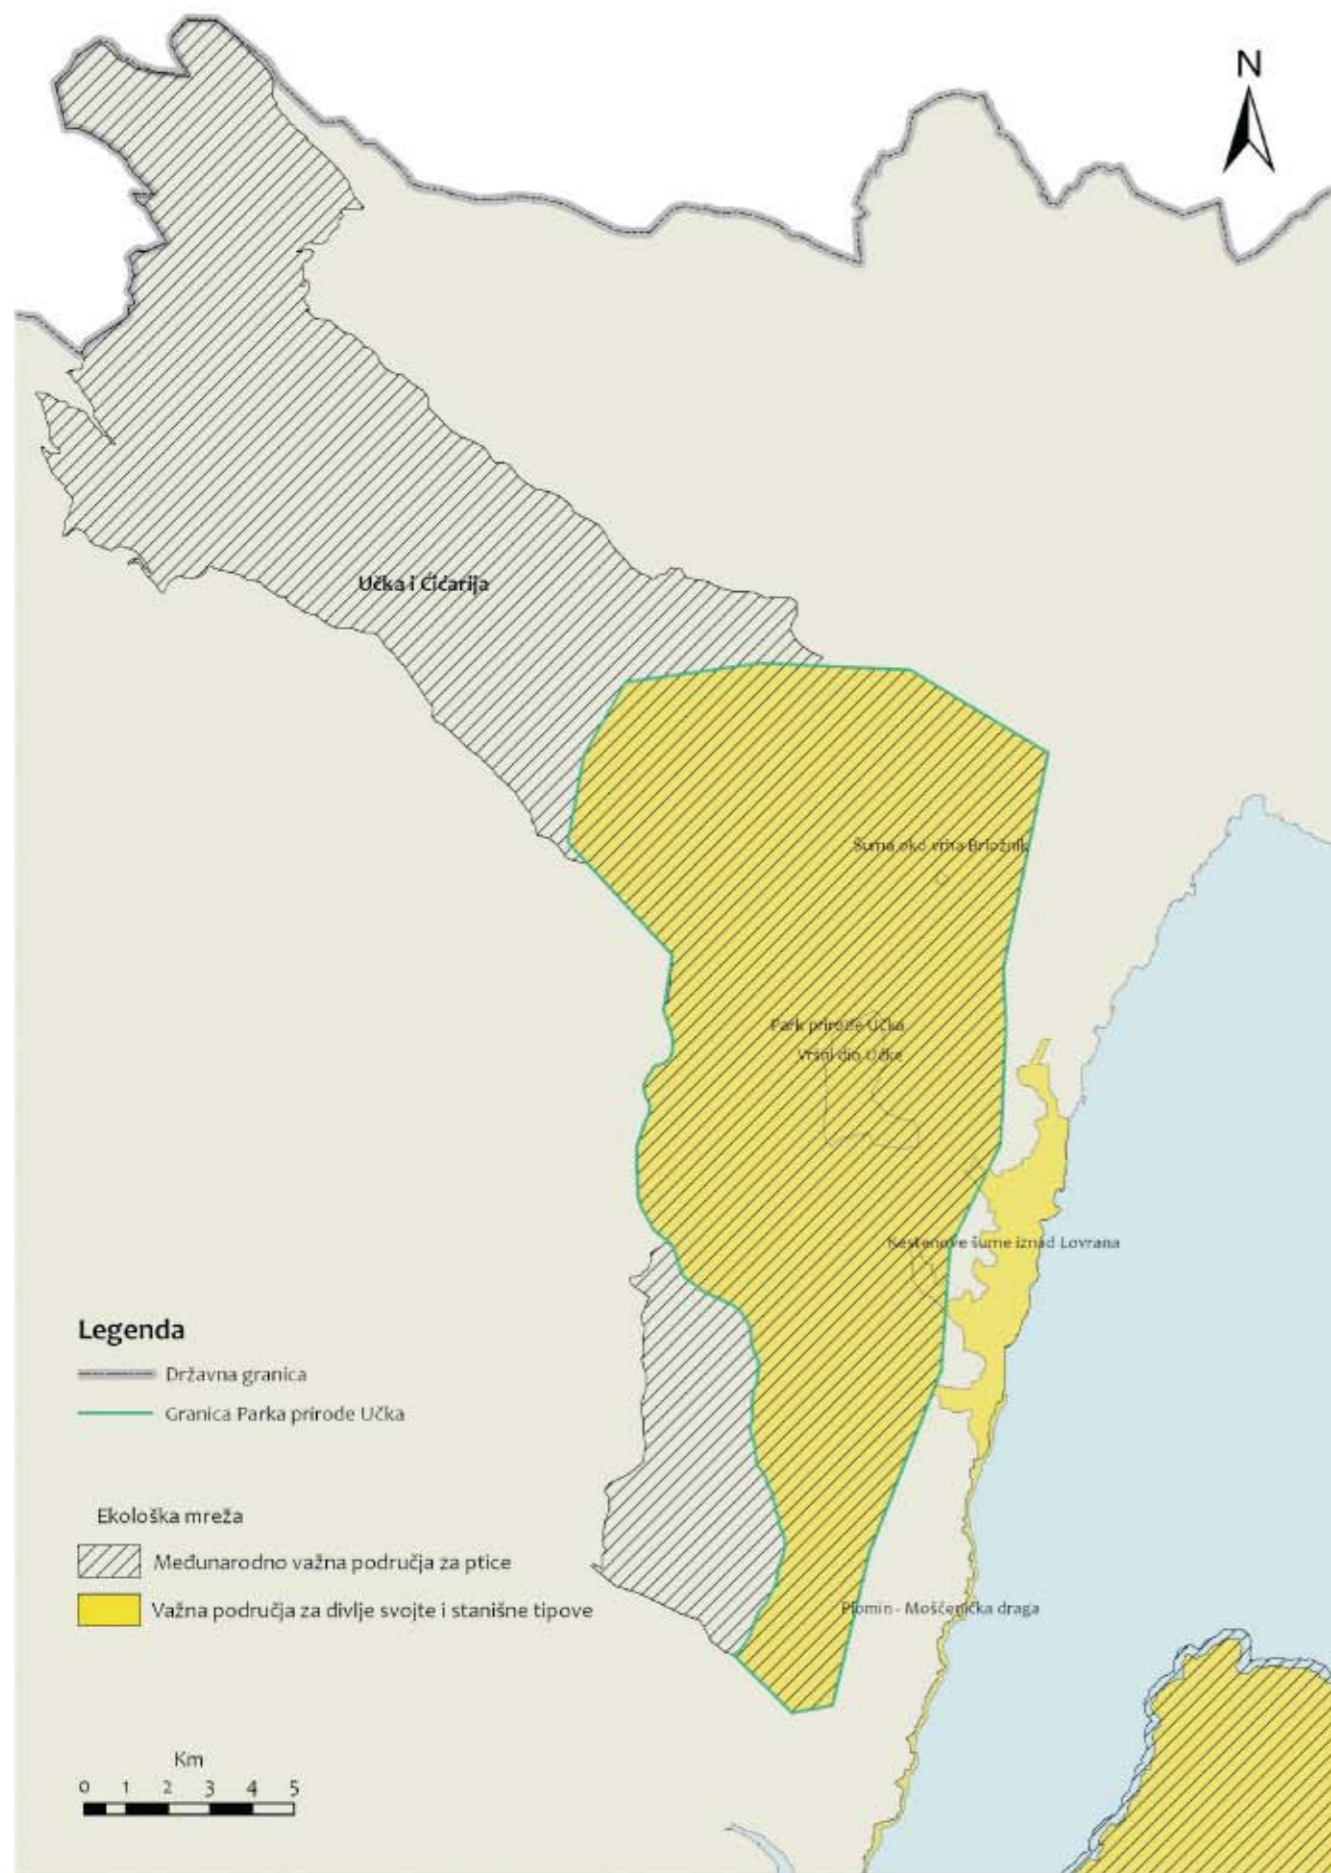 N
Učka i Ćićarija
Šuma oko vrha Brložnik
Park prirode Učka
Vršni dio Učke
Kestenove šume iznad Lovrana
Legenda
Državna granica
Granica Parka prirode Učka
Ekološka mreža
Međunarodno važna područja za ptice
Važna područja za divlje svojte i stanišne tipove
Plomin - Mošćenička draga
Km
0 1 2 3 4 5